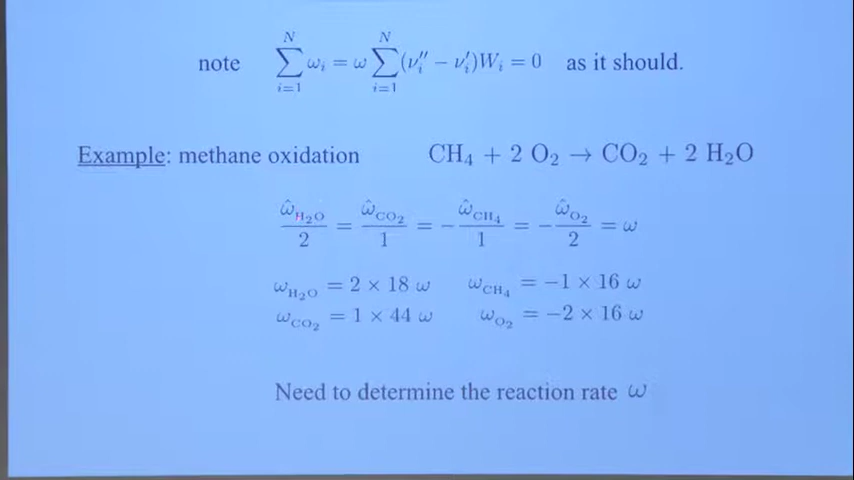 note $\sum_{i=1}^{N} \omega_i = \omega \sum_{i=1}^{N} (\nu_i'' - \nu_i') W_i = 0$ as it should.
Example: methane oxidation CH₄ + 2 O₂ → CO₂ + 2 H₂O
$\frac{\hat{\omega}_{H_2O}}{2} = \frac{\hat{\omega}_{CO_2}}{1} = -\frac{\hat{\omega}_{CH_4}}{1} = -\frac{\hat{\omega}_{O_2}}{2} = \omega$
$\omega_{H_2O} = 2 \times 18\ \omega$ $\omega_{CH_4} = -1 \times 16\ \omega$
$\omega_{CO_2} = 1 \times 44\ \omega$ $\omega_{O_2} = -2 \times 16\ \omega$
Need to determine the reaction rate ω